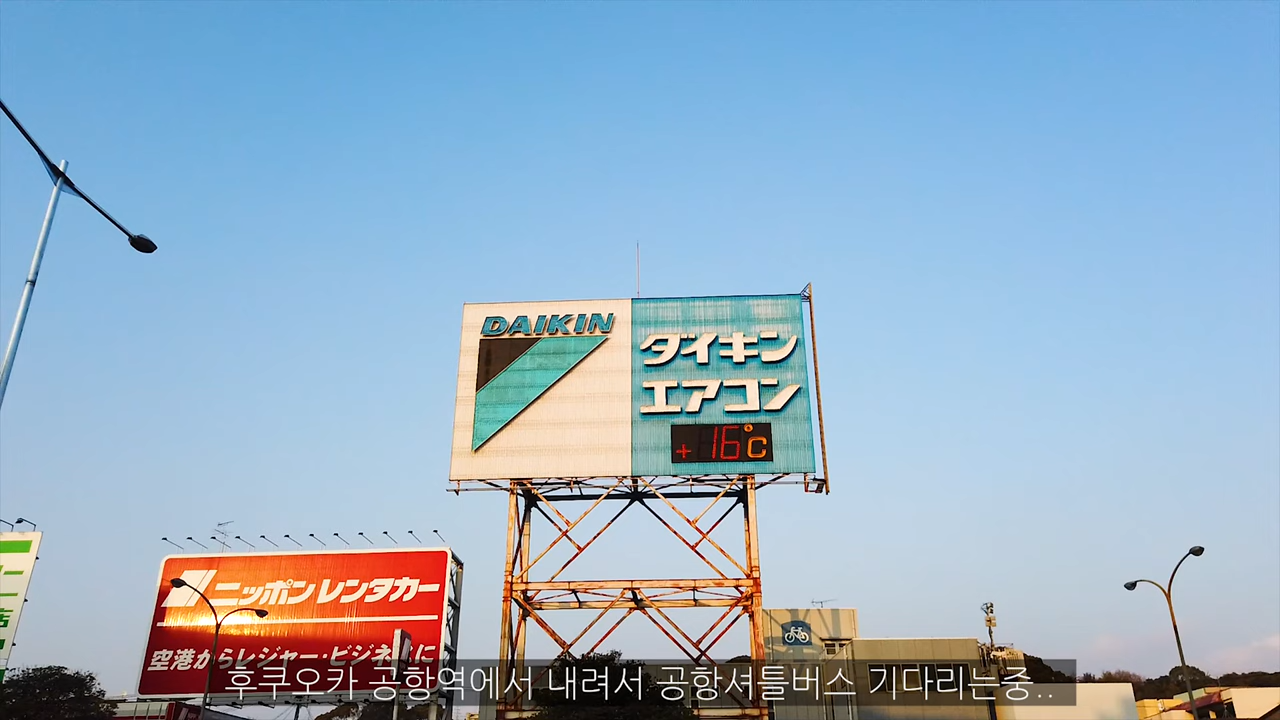 DAIKIN
ダイキン
エアコン
+16°C
ニッポンレンタカー
空港からレジャー・ビジネスに
店
후쿠오카 공항역에서 내려서 공항셔틀버스 기다리는중..